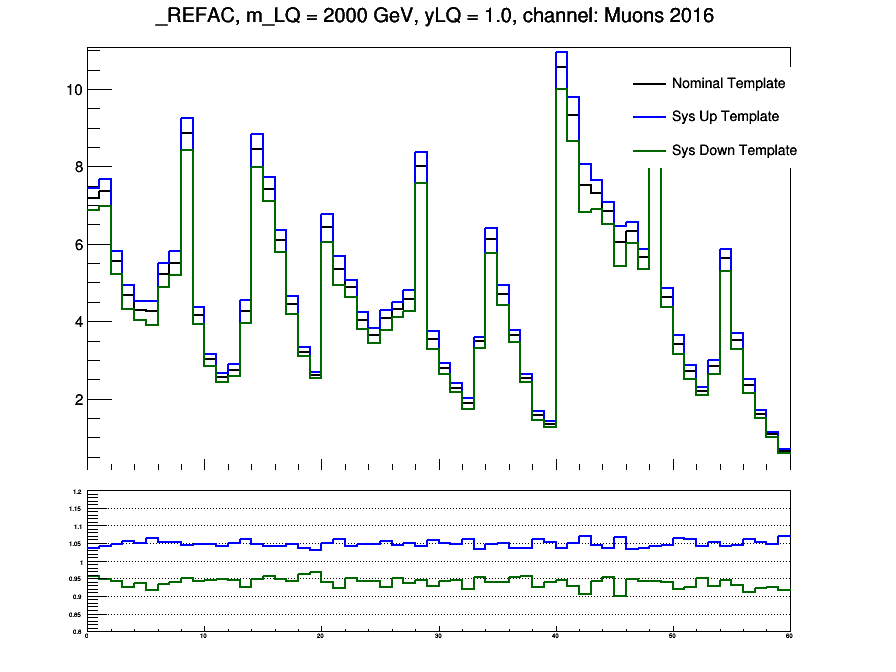 _REFAC, m_LQ = 2000 GeV, yLQ = 1.0, channel: Muons 2016
10
8
6
4
2
Nominal Template
Sys Up Template
Sys Down Template
1.2
1.15
1.1
1.05
1
0.95
0.9
0.85
0.8
0 10 20 30 40 50 60